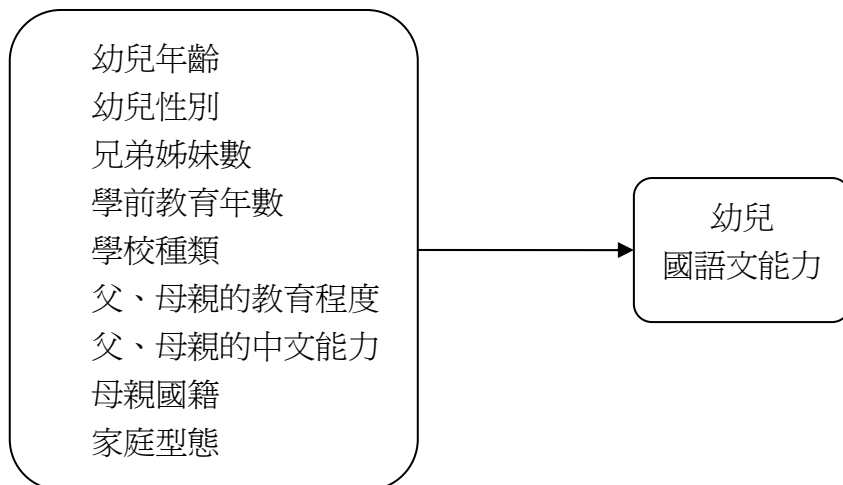 幼兒年齡
幼兒性別
兄弟姊妹數
學前教育年數
學校種類
父、母親的教育程度
父、母親的中文能力
母親國籍
家庭型態
幼兒
國語文能力